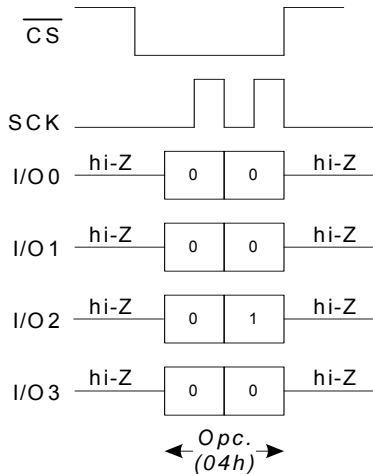 CS
SCK
hi-Z hi-Z
I/O0 0 0
hi-Z hi-Z
I/O1 0 0
hi-Z hi-Z
I/O2 0 1
hi-Z hi-Z
I/O3 0 0
Opc.
(04h)